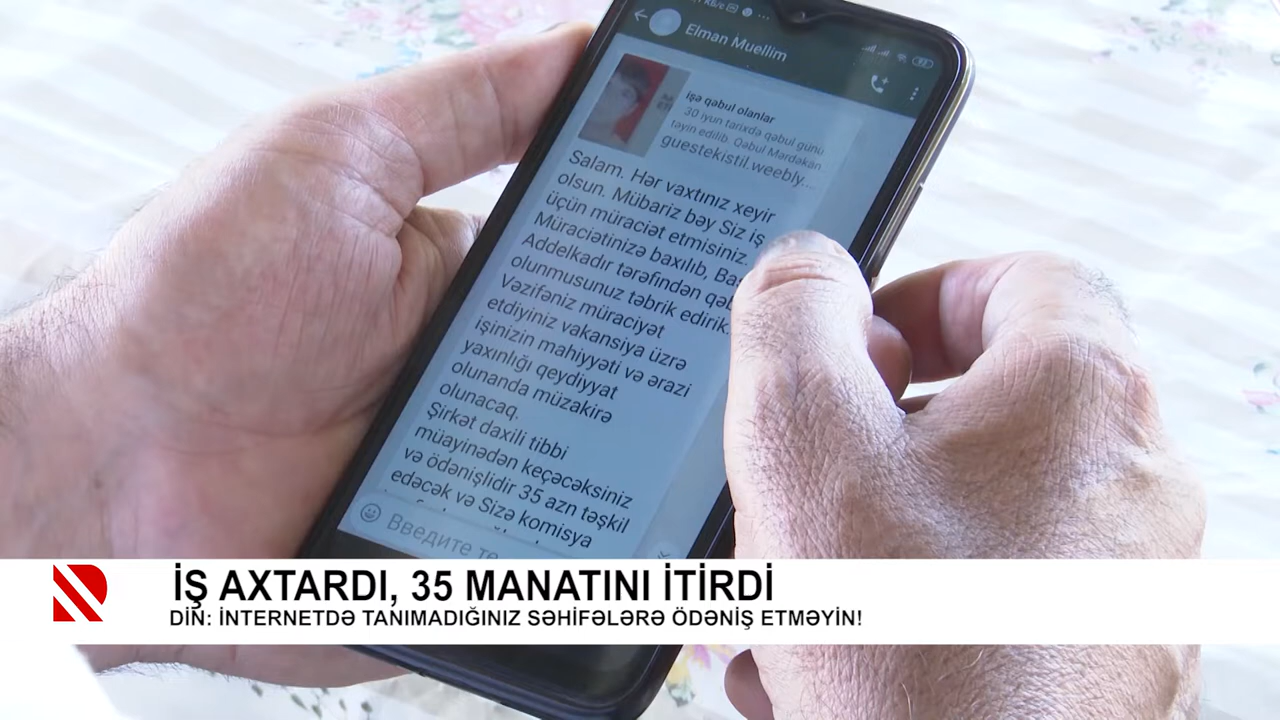 Elman Muellim
işə qəbul olanlar
30 iyun tarixdə qəbul günü
təyin edilib. Qəbul Mərdəkan
guestekistil.weebly....
Salam. Hər vaxtınız xeyir
olsun. Mübariz bəy Siz iş
üçün müraciət etmisiniz.
Müraciətinizə baxılıb,
Addelkadır tərəfindən
olunmusunuz təbrik edirik.
Vəzifəniz müraciyət
etdiyiniz vakansiya üzrə
işinizin mahiyyəti və ərazi
yaxınlığı qeydiyyat
olunanda müzakirə
olunacaq.
Şirkət daxili tibbi
müayinədən keçəcəksiniz
və ödənişlidir 35 azn təşkil
edəcək və Sizə komisya
Введите те
İŞ AXTARDI, 35 MANATINI İTİRDİ
DİN: İNTERNETDƏ TANIMADIĞINIZ SƏHİFƏLƏRƏ ÖDƏNİŞ ETMƏYİN!